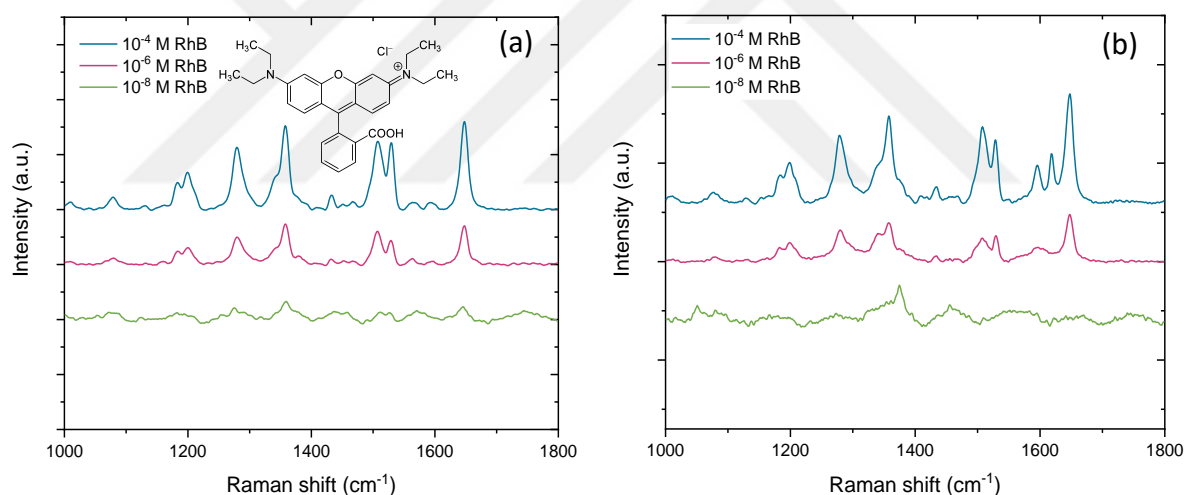 (a)
10⁻⁴ M RhB
10⁻⁶ M RhB
10⁻⁸ M RhB
H₃C
CH₃
Cl⁻
H₃C
N
O
N
⊕
CH₃
COOH
Intensity (a.u.)
1000 1200 1400 1600 1800
Raman shift (cm⁻¹)
(b)
10⁻⁴ M RhB
10⁻⁶ M RhB
10⁻⁸ M RhB
Intensity (a.u.)
1000 1200 1400 1600 1800
Raman shift (cm⁻¹)